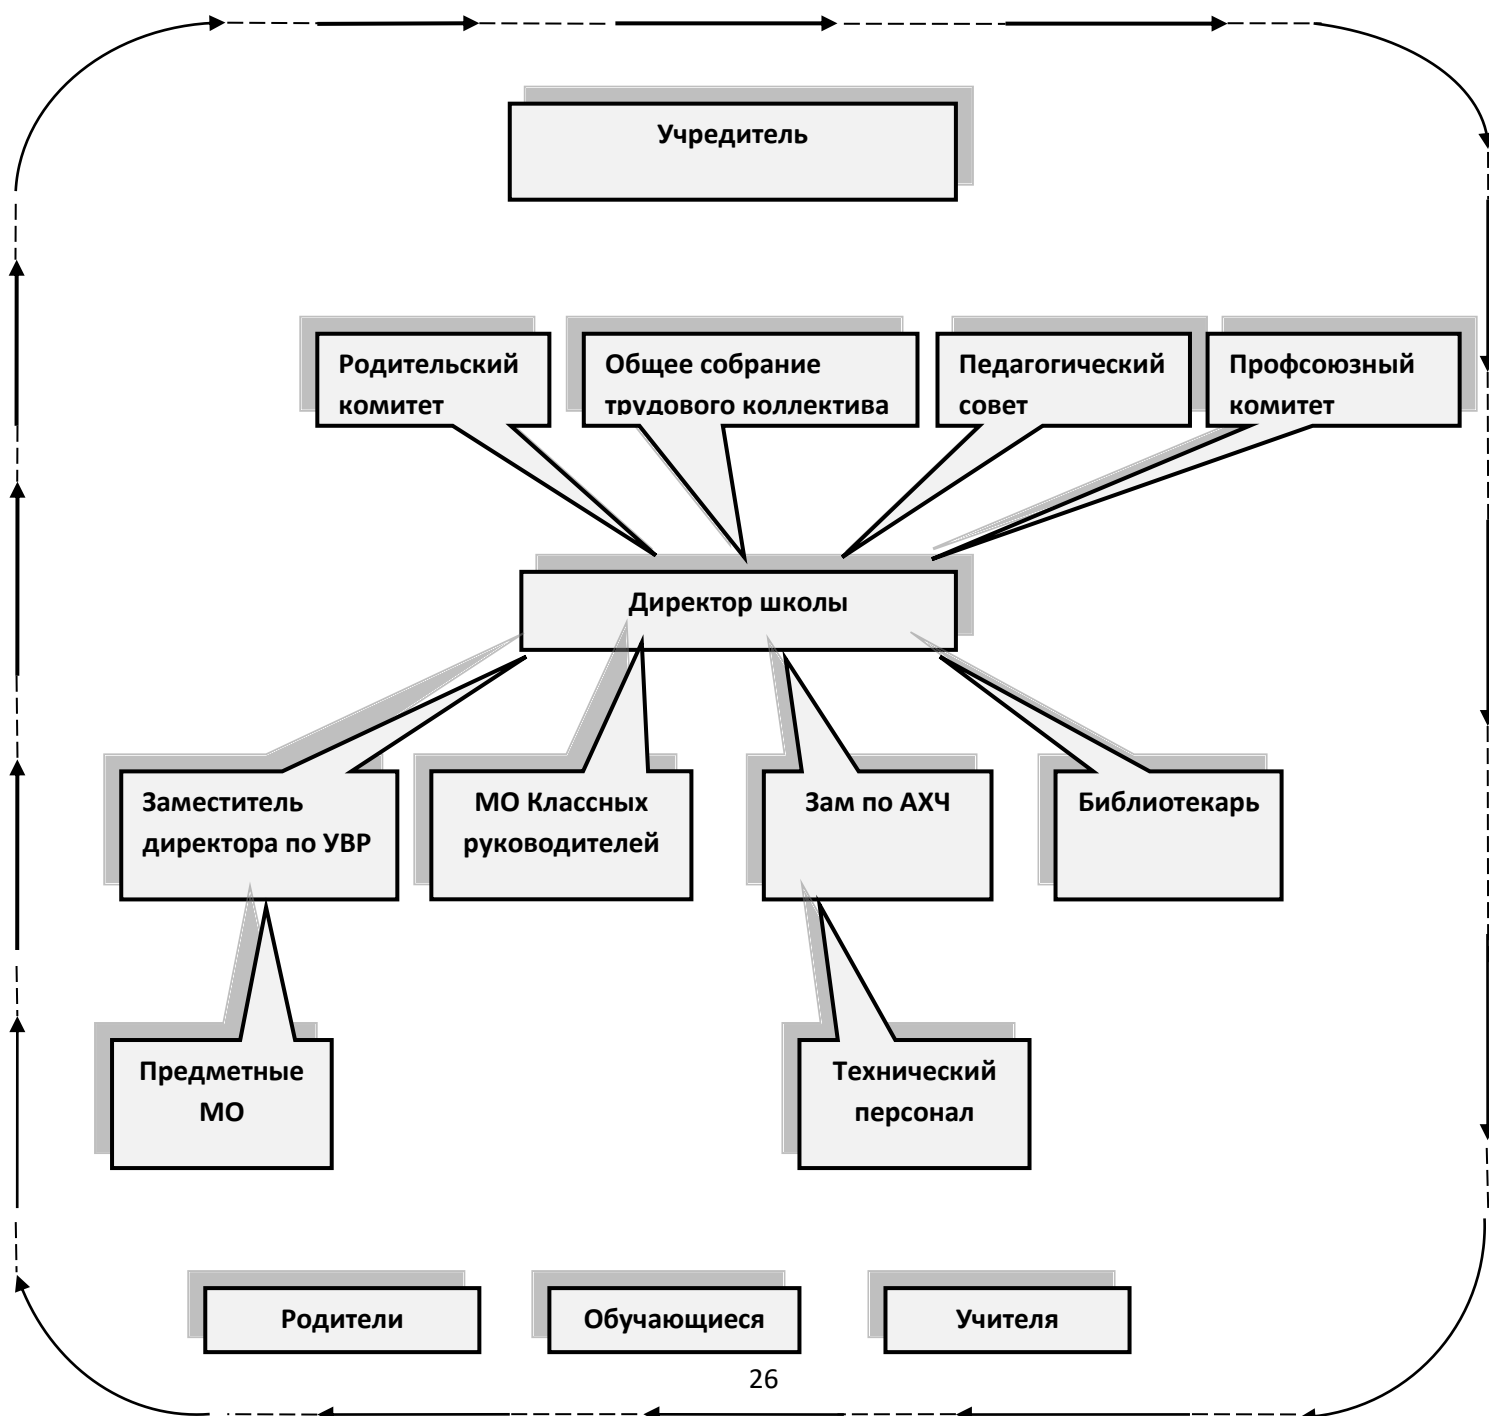 Учредитель
Родительский
комитет
Общее собрание
трудового коллектива
Педагогический
совет
Профсоюзный
комитет
Директор школы
Заместитель
директора по УВР
МО Классных
руководителей
Зам по АХЧ
Библиотекарь
Предметные
МО
Технический
персонал
Родители
Обучающиеся
Учителя
26